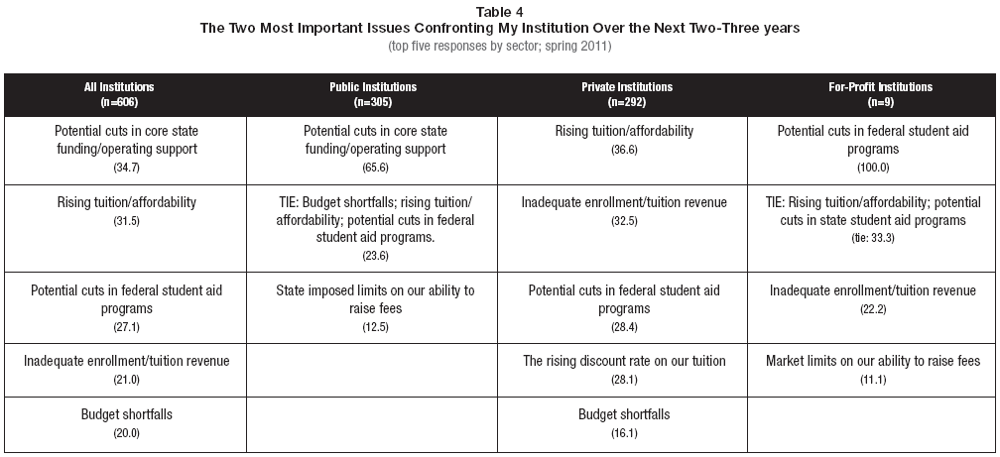 Table 4
The Two Most Important Issues Confronting My Institution Over the Next Two-Three years
(top five responses by sector; spring 2011)
All Institutions
(n=606)
Public Institutions
(n=305)
Private Institutions
(n=292)
For-Profit Institutions
(n=9)
Potential cuts in core state
funding/operating support
(34.7)
Potential cuts in core state
funding/operating support
(65.6)
Rising tuition/affordability
(36.6)
Potential cuts in federal student aid
programs
(100.0)
Rising tuition/affordability
(31.5)
TIE: Budget shortfalls; rising tuition/
affordability; potential cuts in federal
student aid programs.
(23.6)
Inadequate enrollment/tuition revenue
(32.5)
TIE: Rising tuition/affordability; potential
cuts in state student aid programs
(tie: 33.3)
Potential cuts in federal student aid
programs
(27.1)
State imposed limits on our ability to
raise fees
(12.5)
Potential cuts in federal student aid
programs
(28.4)
Inadequate enrollment/tuition revenue
(22.2)
Inadequate enrollment/tuition revenue
(21.0)
The rising discount rate on our tuition
(28.1)
Market limits on our ability to raise fees
(11.1)
Budget shortfalls
(20.0)
Budget shortfalls
(16.1)